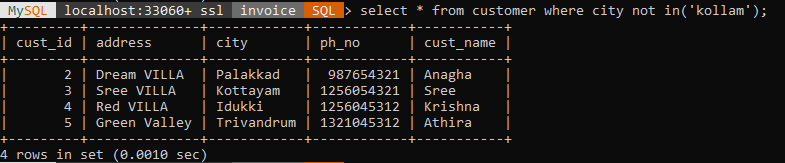 MySQL localhost:33060+ ssl invoice SQL > select * from customer where city not in('kollam');
+---------+--------------+------------+------------+-----------+
| cust_id | address      | city       | ph_no      | cust_name |
+---------+--------------+------------+------------+-----------+
|       2 | Dream VILLA  | Palakkad   |  987654321 | Anagha    |
|       3 | Sree VILLA   | Kottayam   | 1256054321 | Sree      |
|       4 | Red VILLA    | Idukki     | 1256045312 | Krishna   |
|       5 | Green Valley | Trivandrum | 1321045312 | Athira    |
+---------+--------------+------------+------------+-----------+
4 rows in set (0.0010 sec)